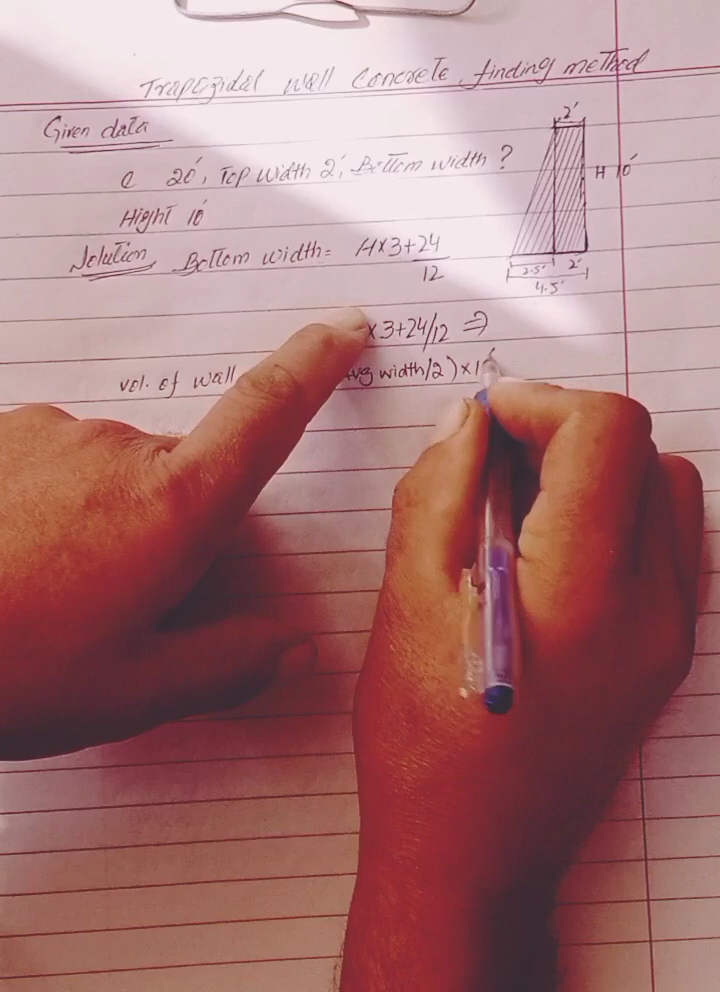 Trapezidal wall Concrete finding method
Given data
l 20', Top width 2', Bottom width ?
Hight 10'
Solution Bottom width = H×3+24
12
×3+24/12 ⇒
vol. of wall
width/2) ×1
2'
H 10'
2.5' 2'
4.5'